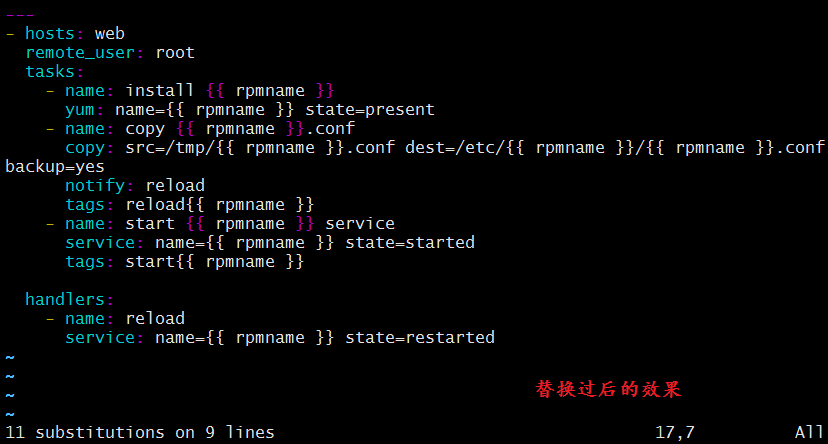 ---
- hosts: web
  remote_user: root
  tasks:
    - name: install {{ rpmname }}
      yum: name={{ rpmname }} state=present
    - name: copy {{ rpmname }}.conf
      copy: src=/tmp/{{ rpmname }}.conf dest=/etc/{{ rpmname }}/{{ rpmname }}.conf
backup=yes
      notify: reload
      tags: reload{{ rpmname }}
    - name: start {{ rpmname }} service
      service: name={{ rpmname }} state=started
      tags: start{{ rpmname }}
  handlers:
    - name: reload
      service: name={{ rpmname }} state=restarted
~
~
~ 替换过后的效果
~
11 substitutions on 9 lines 17,7 All